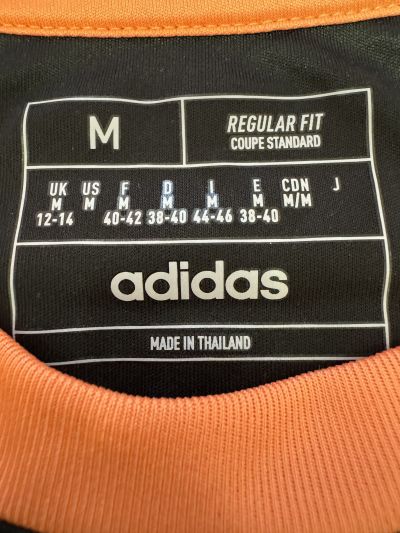 M
REGULAR FIT
COUPE STANDARD
UK US F D I E CDN J
M M M M M M M/M
12-14 40-42 38-40 44-46 38-40
adidas
MADE IN THAILAND